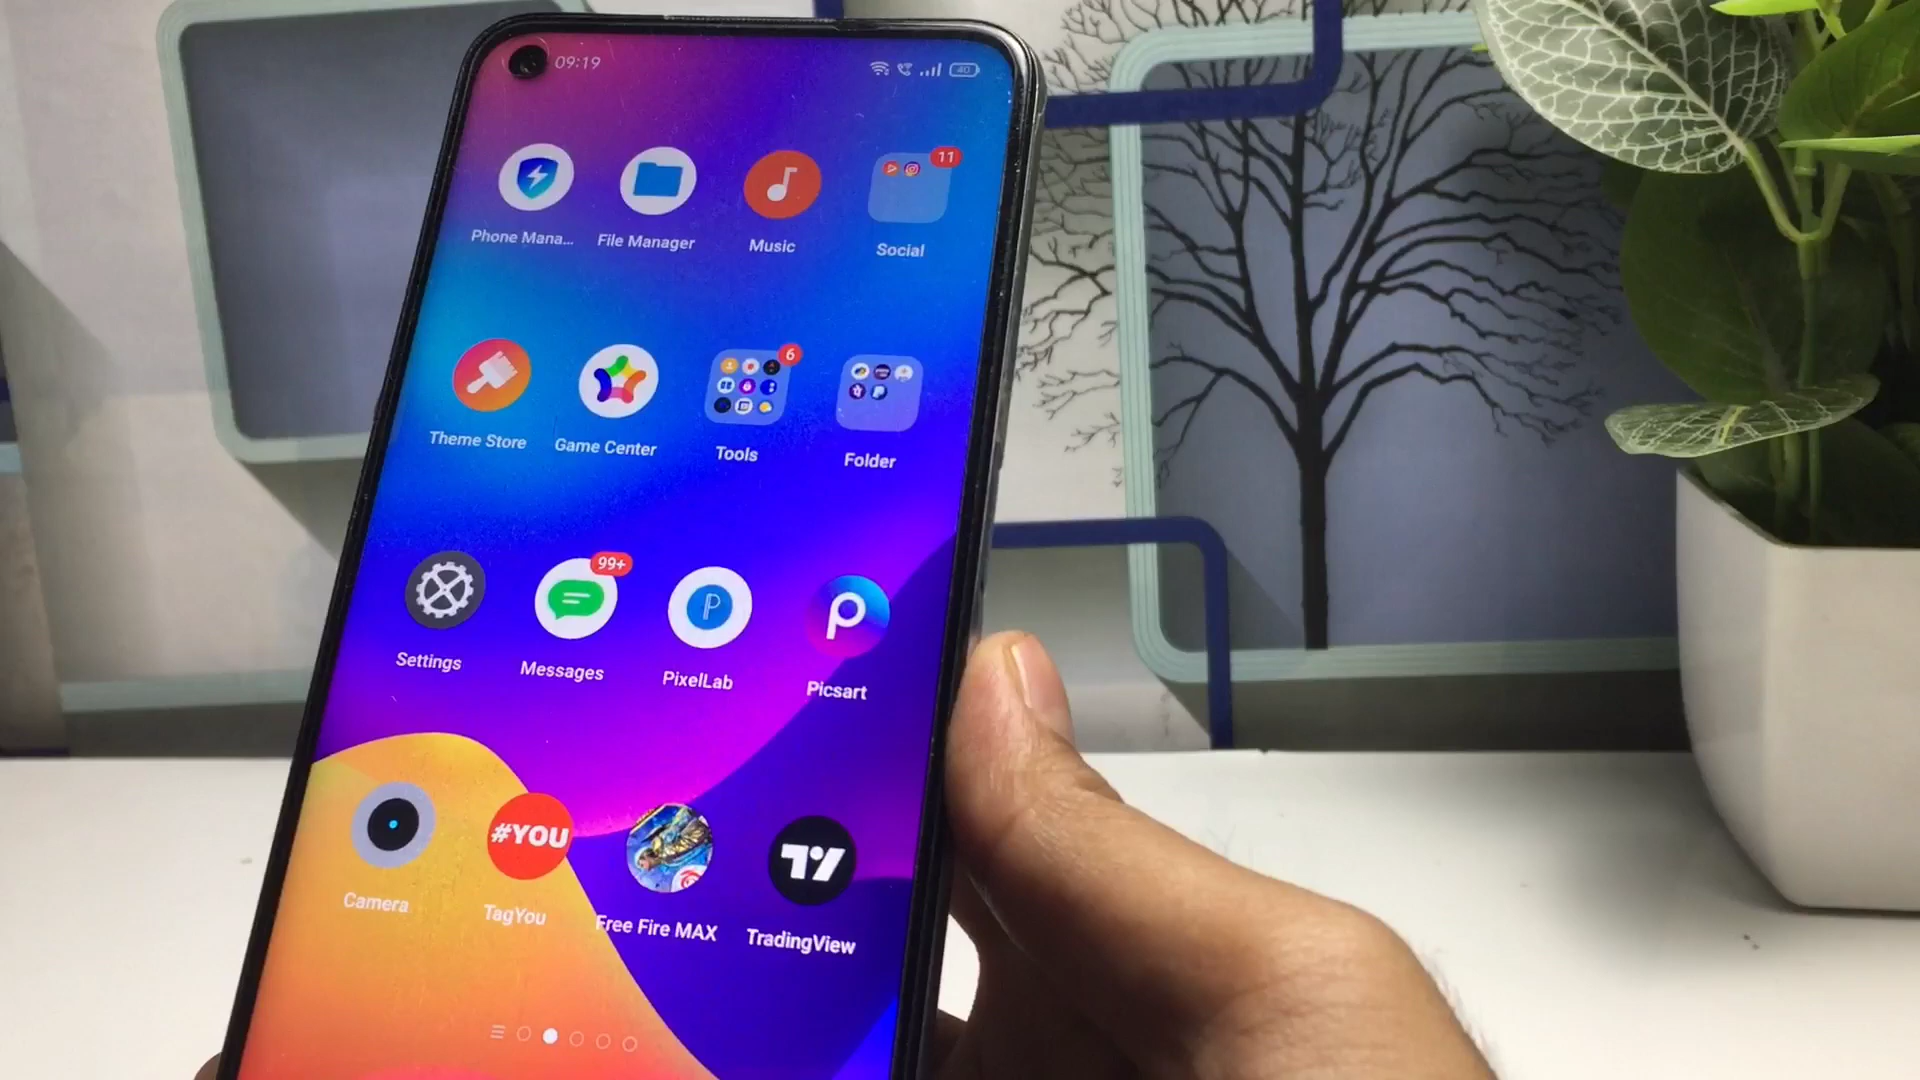 09:19
40
11
Phone Mana...
File Manager
Music
Social
6
Theme Store
Game Center
Tools
Folder
99+
P
Settings
Messages
PixelLab
Picsart
#YOU
Camera
TagYou
Free Fire MAX
TradingView